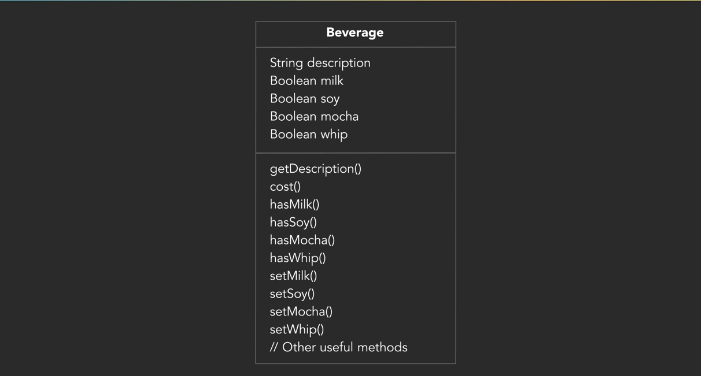 Beverage
String description
Boolean milk
Boolean soy
Boolean mocha
Boolean whip
getDescription()
cost()
hasMilk()
hasSoy()
hasMocha()
hasWhip()
setMilk()
setSoy()
setMocha()
setWhip()
// Other useful methods